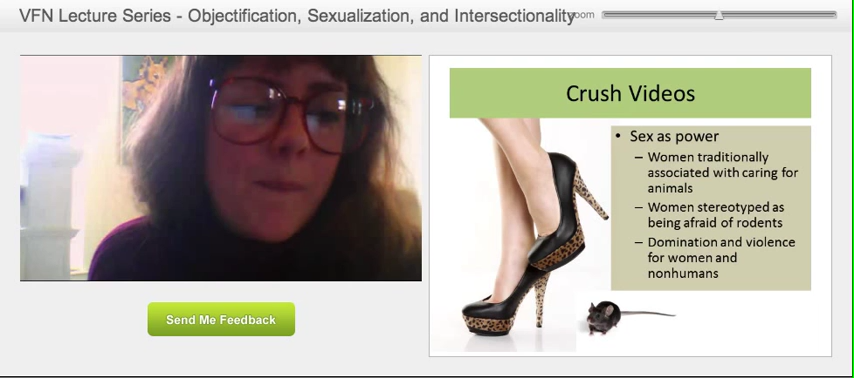 VFN Lecture Series - Objectification, Sexualization, and Intersectionality
Crush Videos
• Sex as power
– Women traditionally
associated with caring for
animals
– Women stereotyped as
being afraid of rodents
– Domination and violence
for women and
nonhumans
Send Me Feedback